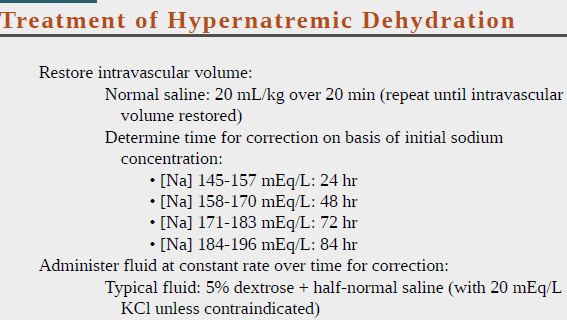 Treatment of Hypernatremic Dehydration
Restore intravascular volume:
Normal saline: 20 mL/kg over 20 min (repeat until intravascular
volume restored)
Determine time for correction on basis of initial sodium
concentration:
• [Na] 145-157 mEq/L: 24 hr
• [Na] 158-170 mEq/L: 48 hr
• [Na] 171-183 mEq/L: 72 hr
• [Na] 184-196 mEq/L: 84 hr
Administer fluid at constant rate over time for correction:
Typical fluid: 5% dextrose + half-normal saline (with 20 mEq/L
KCl unless contraindicated)